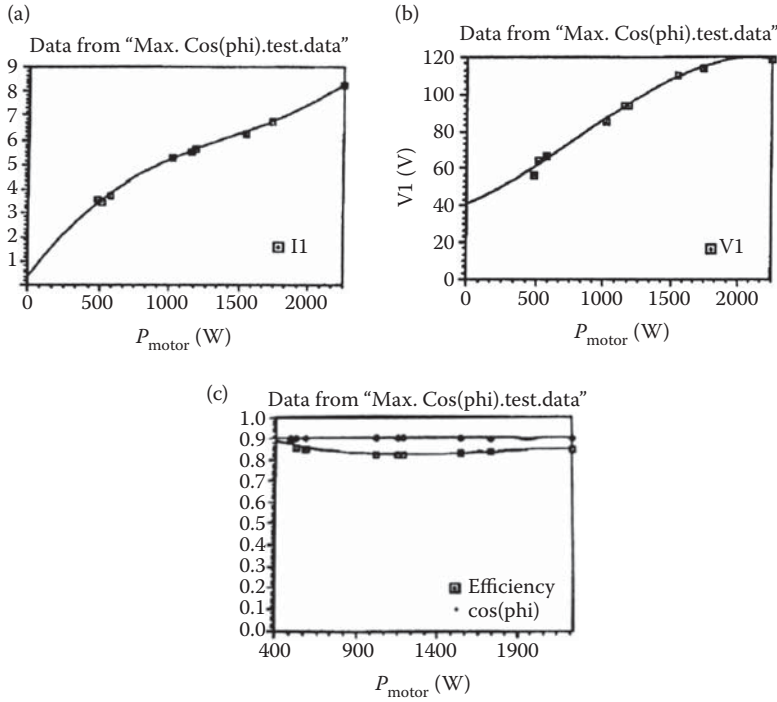 (a)
Data from “Max. Cos(phi).test.data”
9
8
7
6
5
4
3
2
1
0 500 1000 1500 2000
I1
P motor (W)
(b)
Data from “Max. Cos(phi).test.data”
120
100
80
60
40
20
0
V1 (V)
0 500 1000 1500 2000
V1
P motor (W)
(c)
Data from “Max. Cos(phi).test.data”
1.0
0.9
0.8
0.7
0.6
0.5
0.4
0.3
0.2
0.1
0.0
Efficiency
cos(phi)
400 900 1400 1900
P motor (W)